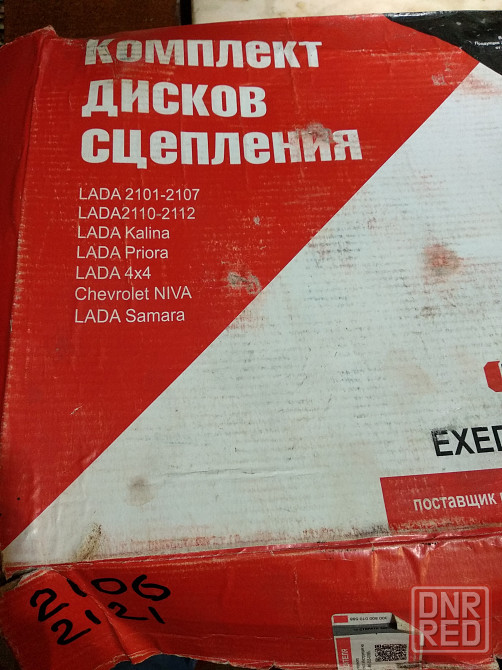 Комплект
дисков
сцепления
LADA 2101-2107
LADA2110-2112
LADA Kalina
LADA Priora
LADA 4x4
Chevrolet NIVA
LADA Samara
поставщик
2106
2121
DNR
RED